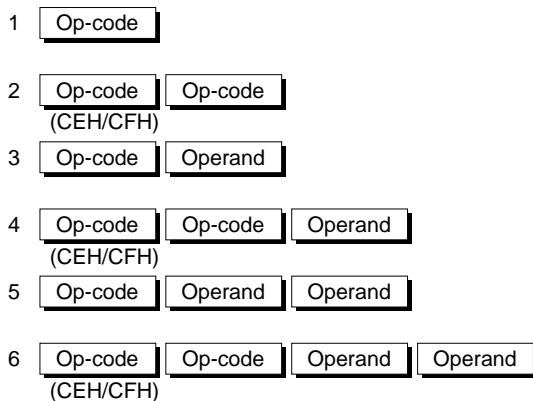 1 Op-code
2 Op-code Op-code
(CEH/CFH)
3 Op-code Operand
4 Op-code Op-code Operand
(CEH/CFH)
5 Op-code Operand Operand
6 Op-code Op-code Operand Operand
(CEH/CFH)